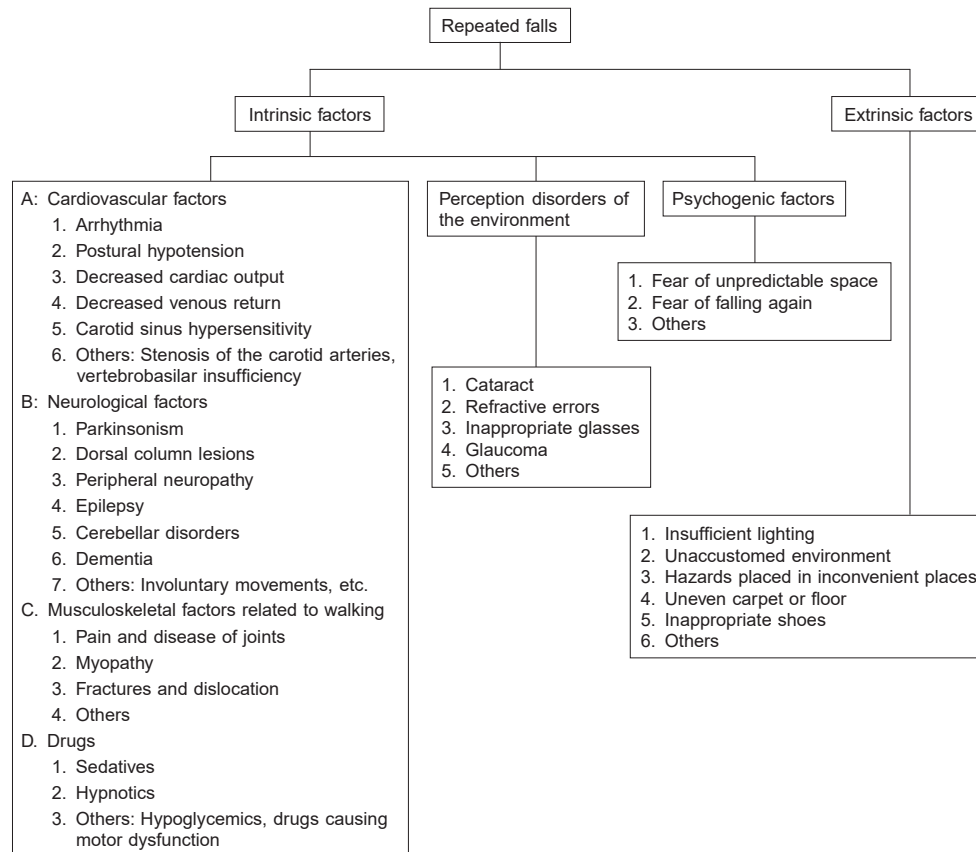 Repeated falls
Intrinsic factors
Extrinsic factors
A: Cardiovascular factors
1. Arrhythmia
2. Postural hypotension
3. Decreased cardiac output
4. Decreased venous return
5. Carotid sinus hypersensitivity
6. Others: Stenosis of the carotid arteries,
vertebrobasilar insufficiency
B: Neurological factors
1. Parkinsonism
2. Dorsal column lesions
3. Peripheral neuropathy
4. Epilepsy
5. Cerebellar disorders
6. Dementia
7. Others: Involuntary movements, etc.
C. Musculoskeletal factors related to walking
1. Pain and disease of joints
2. Myopathy
3. Fractures and dislocation
4. Others
D. Drugs
1. Sedatives
2. Hypnotics
3. Others: Hypoglycemics, drugs causing
motor dysfunction
Perception disorders of
the environment
1. Cataract
2. Refractive errors
3. Inappropriate glasses
4. Glaucoma
5. Others
Psychogenic factors
1. Fear of unpredictable space
2. Fear of falling again
3. Others
1. Insufficient lighting
2. Unaccustomed environment
3. Hazards placed in inconvenient places
4. Uneven carpet or floor
5. Inappropriate shoes
6. Others